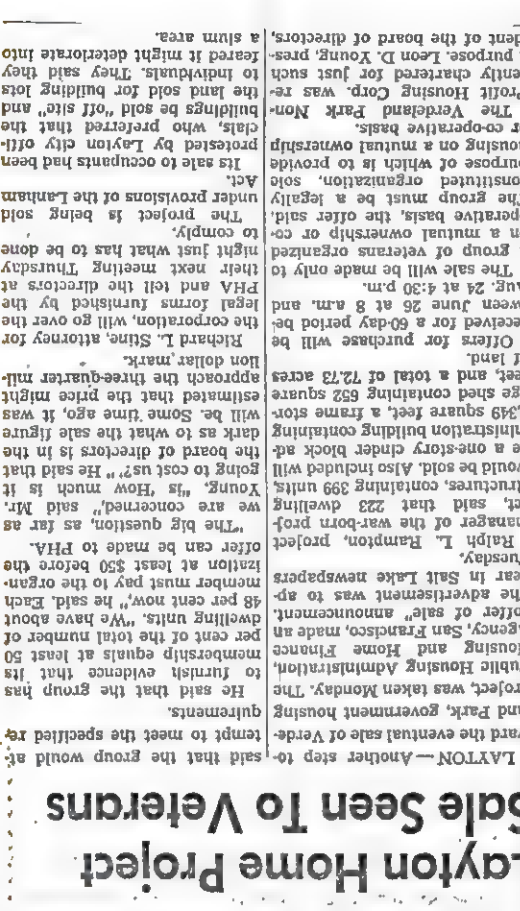 Layton Home Project
Sale Seen To Veterans
LAYTON — Another step to-
ward the eventual sale of Verde-
land Park, government housing
project, was taken Monday. The
Public Housing Administration,
Housing and Home Finance
Agency, San Francisco, made an
"offer of sale" announcement.
The advertisement was to ap-
pear in Salt Lake newspapers
Tuesday.
Ralph L. Rampton, project
manager of the war-born proj-
ect, said that 223 dwelling
structures, containing 399 units,
would be sold. Also included will
be a one-story cinder block ad-
ministration building containing
1,349 square feet, a frame stor-
age shed containing 652 square
feet, and a total of 72.73 acres
of land.
Offers for purchase will be
received for a 60-day period be-
tween June 26 at 8 a.m. and
Aug. 24 at 4:30 p.m.
The sale will be made only to
a group of veterans organized
on a mutual ownership or co-
operative basis, the offer said.
The group must be a legally
constituted organization, sole
purpose of which is to provide
housing on a mutual ownership
or co-operative basis.
The Verdeland Park Non-
Profit Housing Corp. was re-
cently chartered for just such
a purpose. Leon D. Young, pres-
ident of the board of directors,
said that the group would at-
tempt to meet the specified re-
quirements.
He said that the group has
to furnish evidence that its
membership equals at least 50
per cent of the total number of
dwelling units. "We have about
48 per cent now," he said. Each
member must pay to the organ-
ization at least $50 before the
offer can be made to PHA.
"The big question, as far as
we are concerned," said Mr.
Young, "is 'How much is it
going to cost us?' " He said that
the board of directors is in the
dark as to what the sale figure
will be. Some time ago, it was
estimated that the price might
approach the three-quarter mil-
lion dollar mark.
Richard L. Stine, attorney for
the corporation, will go over the
legal forms furnished by the
PHA and tell the directors at
their next meeting Thursday
night just what has to be done
to comply.
The project is being sold
under provisions of the Lanham
Act.
Its sale to occupants had been
protested by Layton city offi-
cials, who preferred that the
buildings be sold "off site" and
the land sold for building lots
to individuals. They said they
feared it might deteriorate into
a slum area.